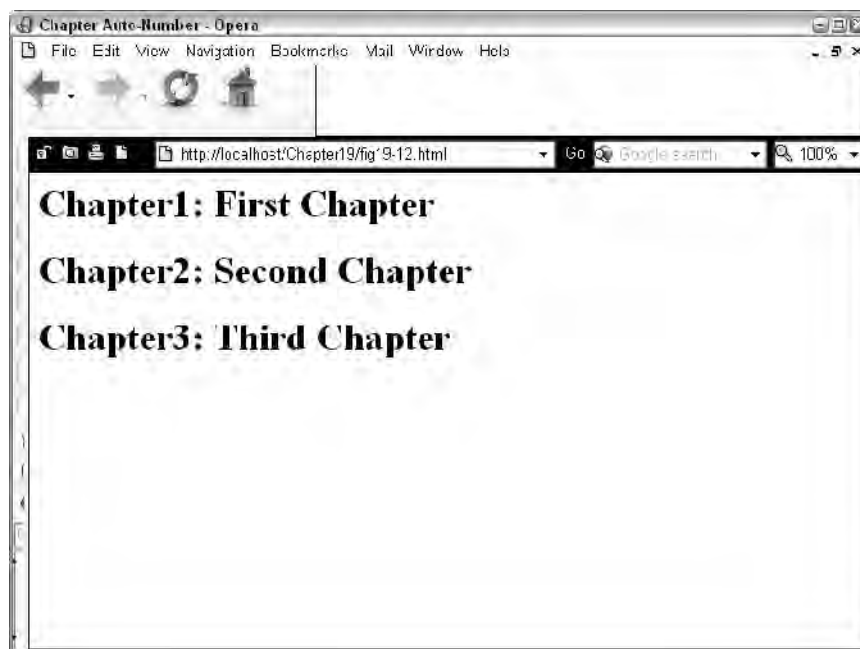 Chapter Auto-Number - Opera
File Edit View Navigation Bookmarks Mail Window Help
http://localhost/Chapter19/fig19-12.html Go Google search 100%
Chapter1: First Chapter
Chapter2: Second Chapter
Chapter3: Third Chapter